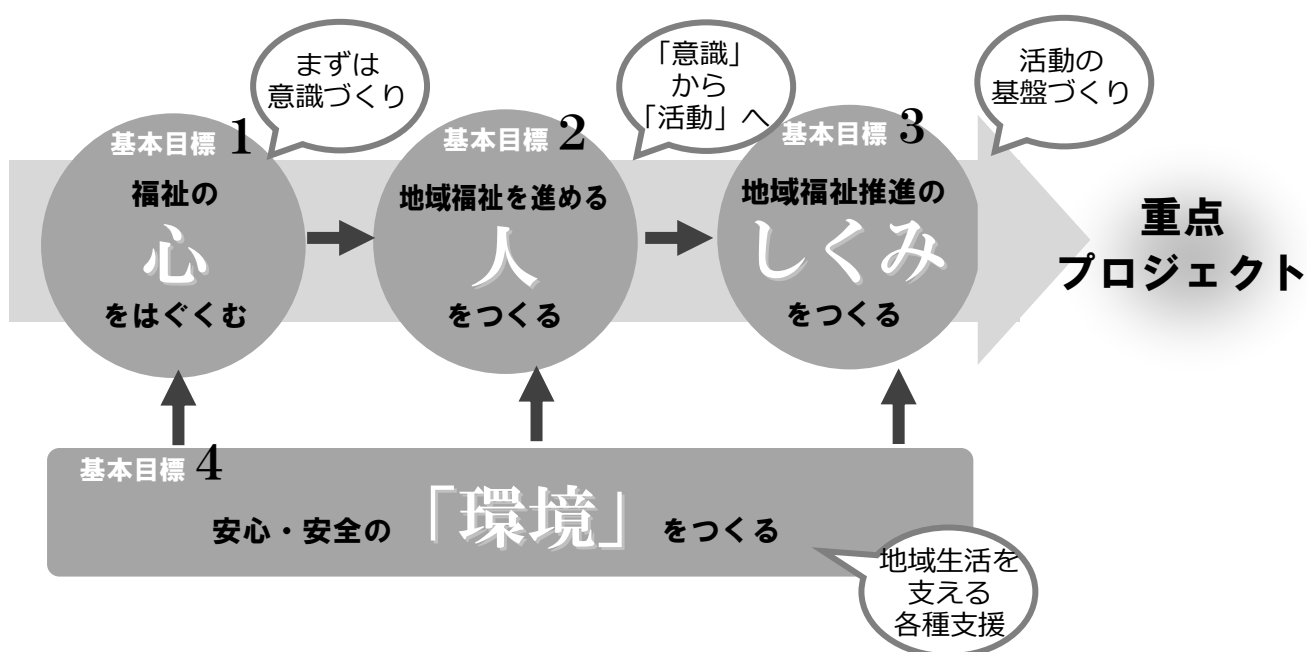 まずは
意識づくり
「意識」
から
「活動」へ
活動の
基盤づくり
基本目標 1
福祉の
心
をはぐくむ
基本目標 2
地域福祉を進める
人
をつくる
基本目標 3
地域福祉推進の
しくみ
をつくる
重点
プロジェクト
基本目標 4
安心・安全の 「環境」 をつくる
地域生活を
支える
各種支援